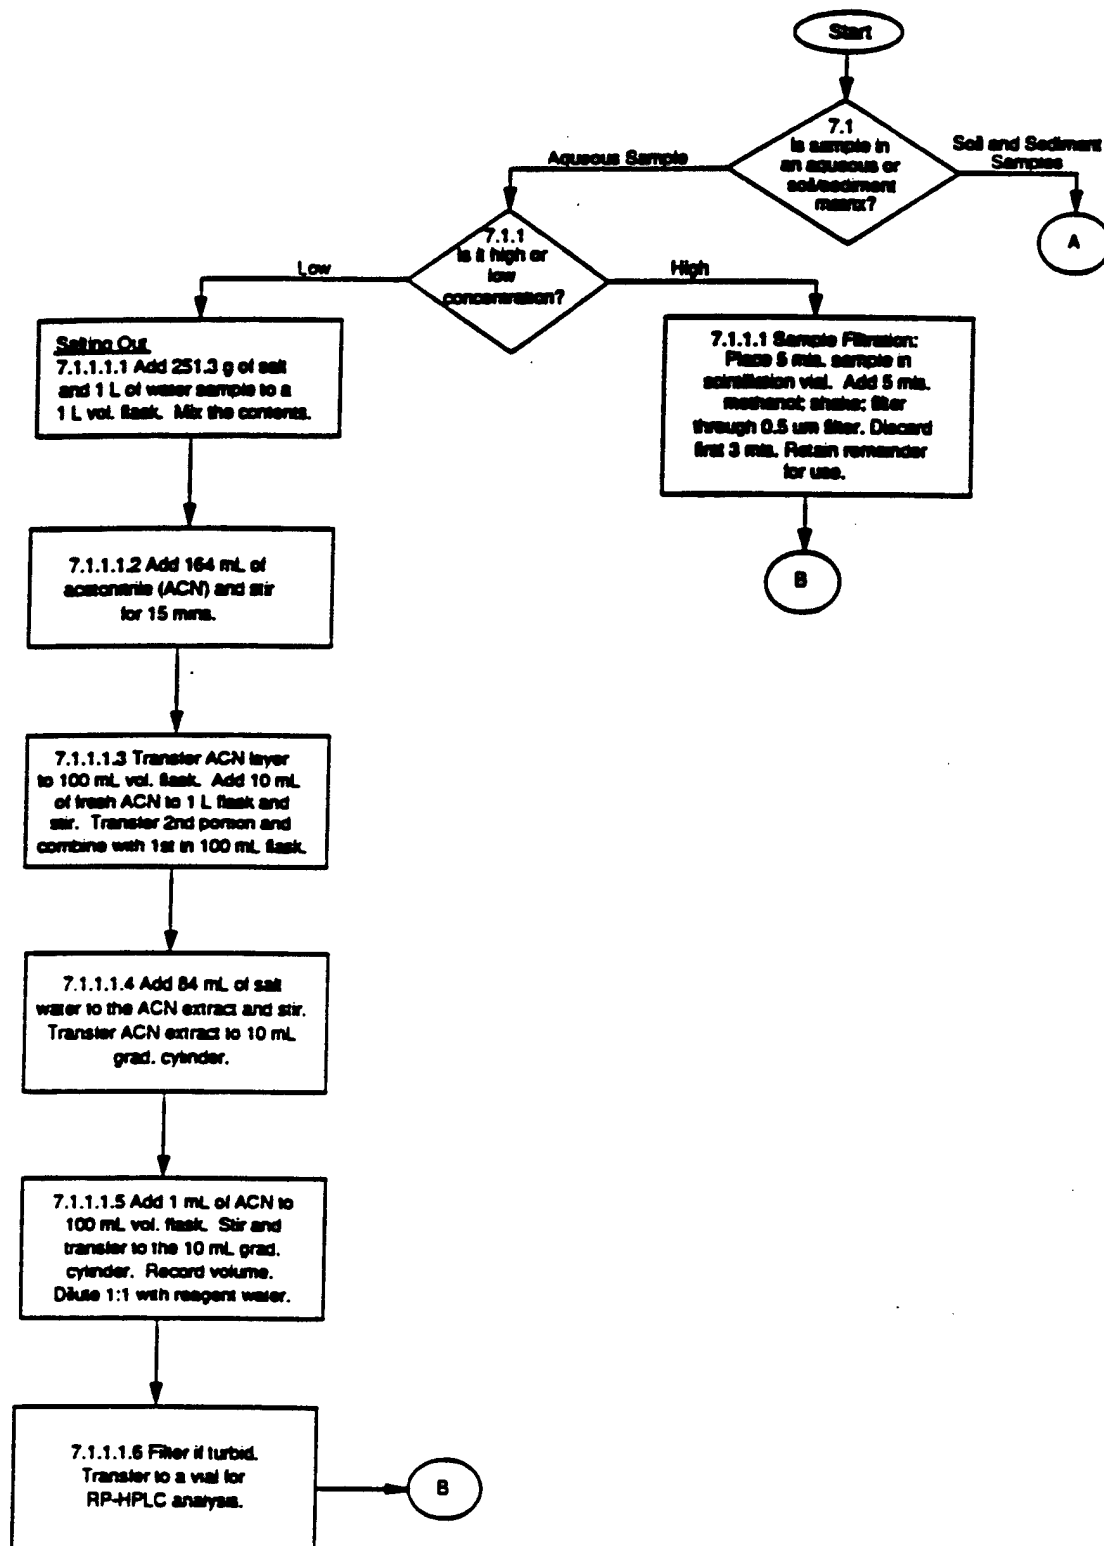 Start
7.1
Is sample in
an aqueous or
soil/sediment
matrix?
Aqueous Sample
Soil and Sediment
Samples
A
7.1.1
Is it high or
low
concentration?
Low
High
Salting Out
7.1.1.1.1 Add 251.3 g of salt
and 1 L of water sample to a
1 L vol. flask. Mix the contents.
7.1.1.1 Sample Filtration:
Place 5 mls. sample in
scintillation vial. Add 5 mls.
methanol; shake; filter
through 0.5 um filter. Discard
first 3 mls. Retain remainder
for use.
B
7.1.1.1.2 Add 164 mL of
acetonitrile (ACN) and stir
for 15 mins.
7.1.1.1.3 Transfer ACN layer
to 100 mL vol. flask. Add 10 mL
of fresh ACN to 1 L flask and
stir. Transfer 2nd portion and
combine with 1st in 100 mL flask.
7.1.1.1.4 Add 84 mL of salt
water to the ACN extract and stir.
Transfer ACN extract to 10 mL
grad. cylinder.
7.1.1.1.5 Add 1 mL of ACN to
100 mL vol. flask. Stir and
transfer to the 10 mL grad.
cylinder. Record volume.
Dilute 1:1 with reagent water.
7.1.1.1.6 Filter if turbid.
Transfer to a vial for
RP-HPLC analysis.
B